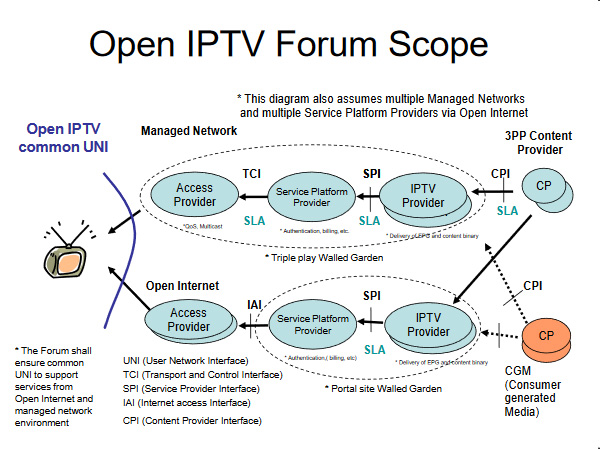 Open IPTV Forum Scope
* This diagram also assumes multiple Managed Networks
and multiple Service Platform Providers via Open Internet
Open IPTV
common UNI
Managed Network
3PP Content
Provider
TCI
SPI
CPI
Access
Provider
Service Platform
Provider
IPTV
Provider
CP
SLA
SLA
SLA
*QoS, Multicast
* Authentication, billing, etc.
* Delivery of EPG and content binary
* Triple play Walled Garden
CPI
Open Internet
SPI
IAI
Access
Provider
Service Platform
Provider
IPTV
Provider
CP
SLA
* Authentication,( billing, etc)
* Delivery of EPG and content binary
* Portal site Walled Garden
CGM
(Consumer
generated
Media)
* The Forum shall
ensure common
UNI to support
services from
Open Internet and
managed network
environment
UNI (User Network Interface)
TCI (Transport and Control Interface)
SPI (Service Provider Interface)
IAI (Internet access Interface)
CPI (Content Provider Interface)